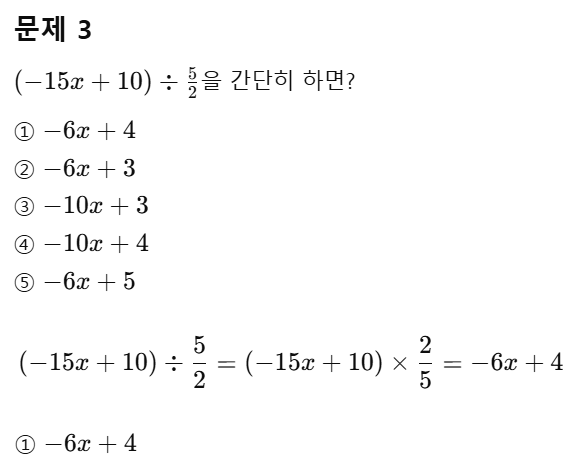 문제 3
(−15x + 10) ÷ 5/2을 간단히 하면?
① −6x + 4
② −6x + 3
③ −10x + 3
④ −10x + 4
⑤ −6x + 5
(−15x + 10) ÷ 5/2 = (−15x + 10) × 2/5 = −6x + 4
① −6x + 4